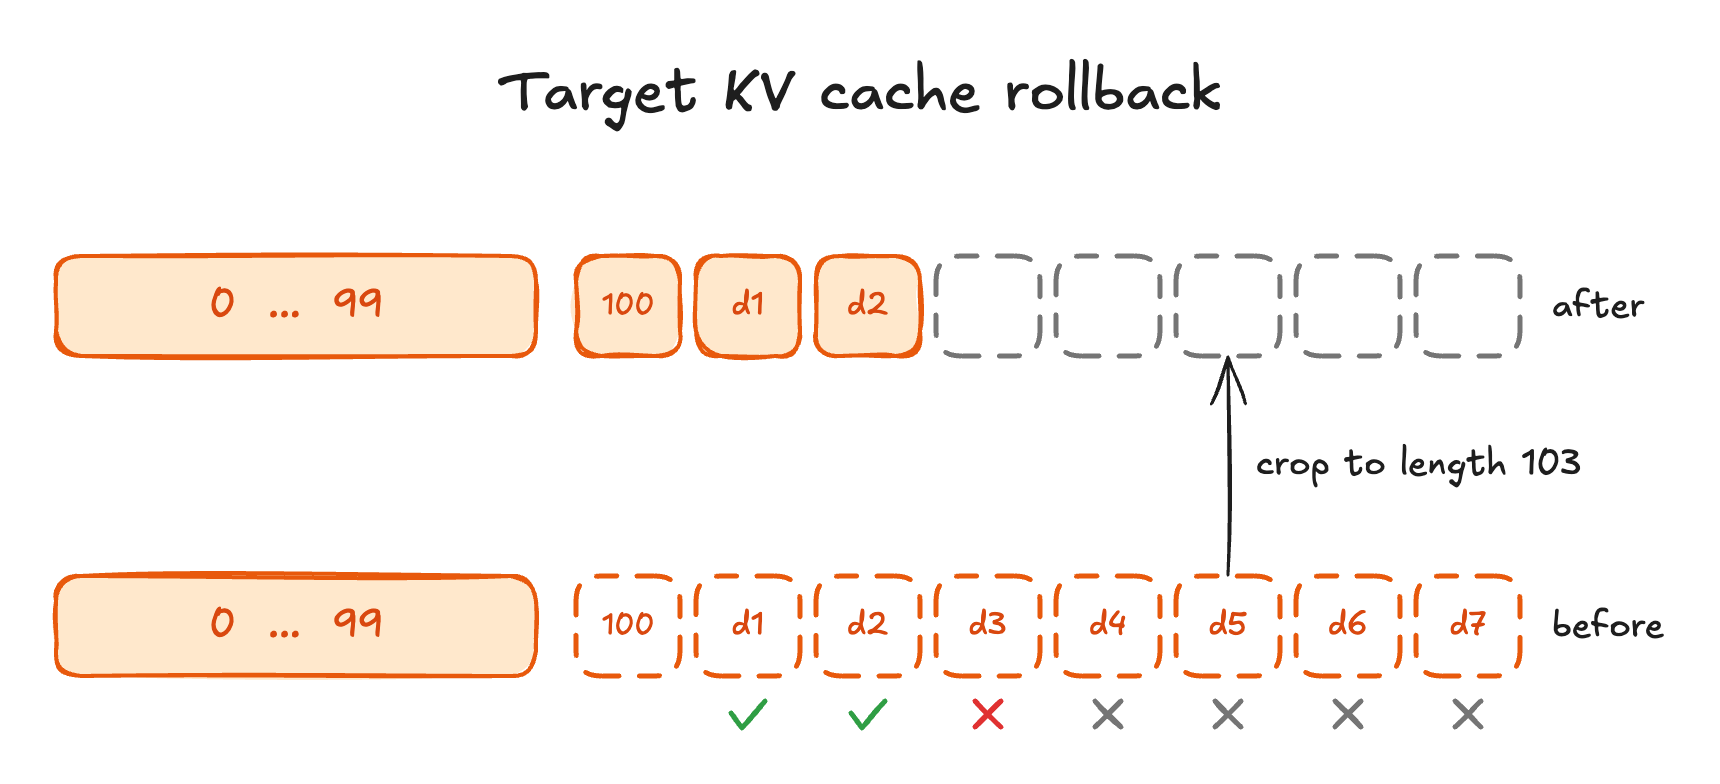 Target KV cache rollback
0 ... 99 100 d1 d2 after
crop to length 103
0 ... 99 100 d1 d2 d3 d4 d5 d6 d7 before